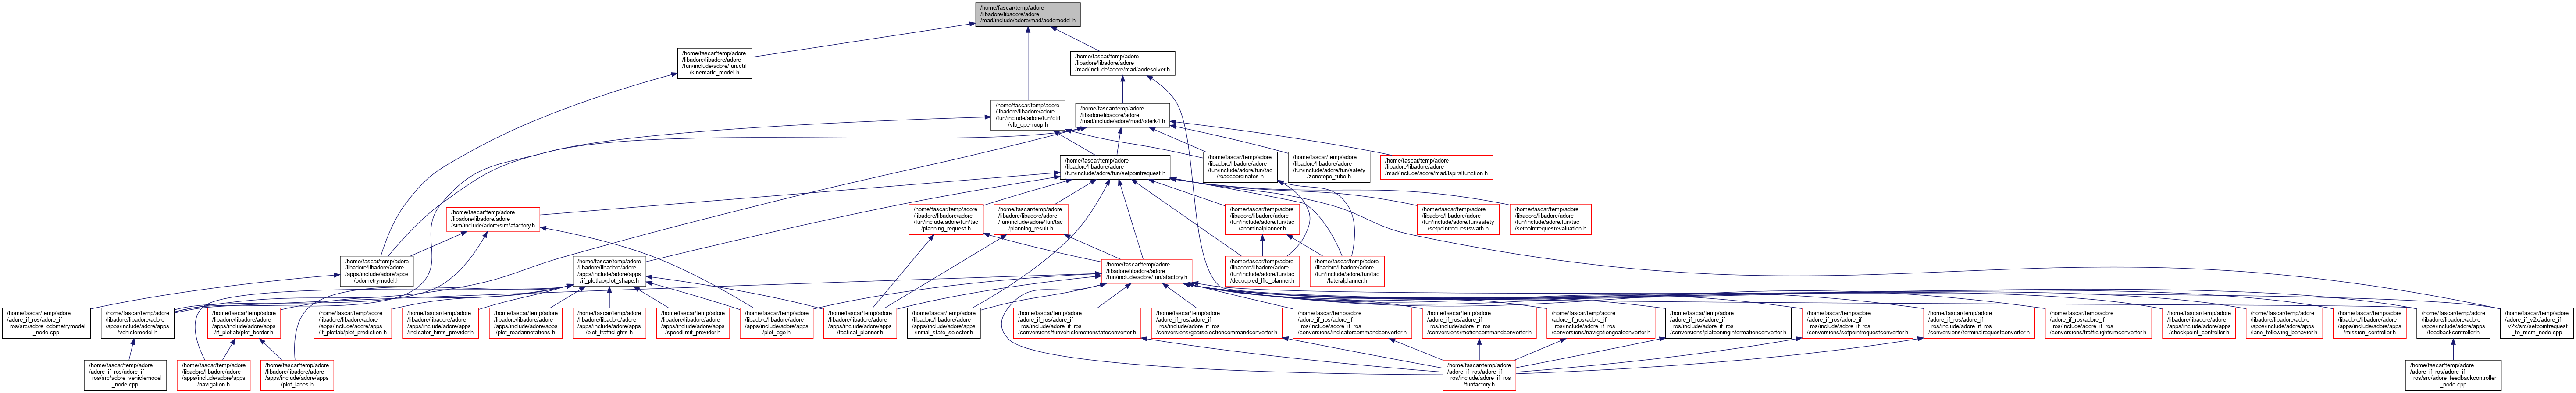 /home/fascar/temp/adore
/libadore/libadore/adore
/mad/include/adore/mad/aodemodel.h
/home/fascar/temp/adore
/libadore/libadore/adore
/fun/include/adore/fun/ctrl
/kinematic_model.h
/home/fascar/temp/adore
/libadore/libadore/adore
/mad/include/adore/mad/aodesolver.h
/home/fascar/temp/adore
/libadore/libadore/adore
/fun/include/adore/fun/ctrl
/vlb_openloop.h
/home/fascar/temp/adore
/libadore/libadore/adore
/mad/include/adore/mad/oderk4.h
/home/fascar/temp/adore
/libadore/libadore/adore
/fun/include/adore/fun/setpointrequest.h
/home/fascar/temp/adore
/libadore/libadore/adore
/fun/include/adore/fun/tac
/roadcoordinates.h
/home/fascar/temp/adore
/libadore/libadore/adore
/fun/include/adore/fun/safety
/zonotope_tube.h
/home/fascar/temp/adore
/libadore/libadore/adore
/mad/include/adore/mad/lspiralfunction.h
/home/fascar/temp/adore
/libadore/libadore/adore
/sim/include/adore/sim/afactory.h
/home/fascar/temp/adore
/libadore/libadore/adore
/fun/include/adore/fun/tac
/planning_request.h
/home/fascar/temp/adore
/libadore/libadore/adore
/fun/include/adore/fun/tac
/planning_result.h
/home/fascar/temp/adore
/libadore/libadore/adore
/fun/include/adore/fun/tac
/anominalplanner.h
/home/fascar/temp/adore
/libadore/libadore/adore
/fun/include/adore/fun/safety
/setpointrequestswath.h
/home/fascar/temp/adore
/libadore/libadore/adore
/fun/include/adore/fun/tac
/setpointrequestevaluation.h
/home/fascar/temp/adore
/libadore/libadore/adore
/apps/include/adore/apps
/odometrymodel.h
/home/fascar/temp/adore
/libadore/libadore/adore
/apps/include/adore/apps
/if_plotlab/plot_shape.h
/home/fascar/temp/adore
/libadore/libadore/adore
/fun/include/adore/fun/afactory.h
/home/fascar/temp/adore
/libadore/libadore/adore
/fun/include/adore/fun/tac
/decoupled_lflc_planner.h
/home/fascar/temp/adore
/libadore/libadore/adore
/fun/include/adore/fun/tac
/lateralplanner.h
/home/fascar/temp/adore
/adore_if_ros/adore_if
_ros/src/adore_odometrymodel
_node.cpp
/home/fascar/temp/adore
/libadore/libadore/adore
/apps/include/adore/apps
/vehiclemodel.h
/home/fascar/temp/adore
/libadore/libadore/adore
/apps/include/adore/apps
/if_plotlab/plot_border.h
/home/fascar/temp/adore
/libadore/libadore/adore
/apps/include/adore/apps
/if_plotlab/plot_prediction.h
/home/fascar/temp/adore
/libadore/libadore/adore
/apps/include/adore/apps
/indicator_hints_provider.h
/home/fascar/temp/adore
/libadore/libadore/adore
/apps/include/adore/apps
/plot_roadannotations.h
/home/fascar/temp/adore
/libadore/libadore/adore
/apps/include/adore/apps
/plot_trafficlights.h
/home/fascar/temp/adore
/libadore/libadore/adore
/apps/include/adore/apps
/speedlimit_provider.h
/home/fascar/temp/adore
/libadore/libadore/adore
/apps/include/adore/apps
/plot_ego.h
/home/fascar/temp/adore
/libadore/libadore/adore
/apps/include/adore/apps
/tactical_planner.h
/home/fascar/temp/adore
/libadore/libadore/adore
/apps/include/adore/apps
/initial_state_selector.h
/home/fascar/temp/adore
/adore_if_ros/adore_if
_ros/include/adore_if_ros
/conversions/funvehiclemotionstateconverter.h
/home/fascar/temp/adore
/adore_if_ros/adore_if
_ros/include/adore_if_ros
/conversions/gearselectioncommandconverter.h
/home/fascar/temp/adore
/adore_if_ros/adore_if
_ros/include/adore_if_ros
/conversions/indicatorcommandconverter.h
/home/fascar/temp/adore
/adore_if_ros/adore_if
_ros/include/adore_if_ros
/conversions/motioncommandconverter.h
/home/fascar/temp/adore
/adore_if_ros/adore_if
_ros/include/adore_if_ros
/conversions/navigationgoalconverter.h
/home/fascar/temp/adore
/adore_if_ros/adore_if
_ros/include/adore_if_ros
/conversions/platooninginformationconverter.h
/home/fascar/temp/adore
/adore_if_ros/adore_if
_ros/include/adore_if_ros
/conversions/setpointrequestconverter.h
/home/fascar/temp/adore
/adore_if_ros/adore_if
_ros/include/adore_if_ros
/conversions/terminalrequestconverter.h
/home/fascar/temp/adore
/adore_if_ros/adore_if
_ros/include/adore_if_ros
/conversions/trafficlightsimconverter.h
/home/fascar/temp/adore
/libadore/libadore/adore
/apps/include/adore/apps
/checkpoint_controller.h
/home/fascar/temp/adore
/libadore/libadore/adore
/apps/include/adore/apps
/lane_following_behavior.h
/home/fascar/temp/adore
/libadore/libadore/adore
/apps/include/adore/apps
/mission_controller.h
/home/fascar/temp/adore
/libadore/libadore/adore
/apps/include/adore/apps
/feedbackcontroller.h
/home/fascar/temp/adore
/adore_if_v2x/adore_if
_v2x/src/setpointrequest
_to_mcm_node.cpp
/home/fascar/temp/adore
/adore_if_ros/adore_if
_ros/src/adore_vehiclemodel
_node.cpp
/home/fascar/temp/adore
/libadore/libadore/adore
/apps/include/adore/apps
/navigation.h
/home/fascar/temp/adore
/libadore/libadore/adore
/apps/include/adore/apps
/plot_lanes.h
/home/fascar/temp/adore
/adore_if_ros/adore_if
_ros/include/adore_if_ros
/funfactory.h
/home/fascar/temp/adore
/adore_if_ros/adore_if
_ros/src/adore_feedbackcontroller
_node.cpp